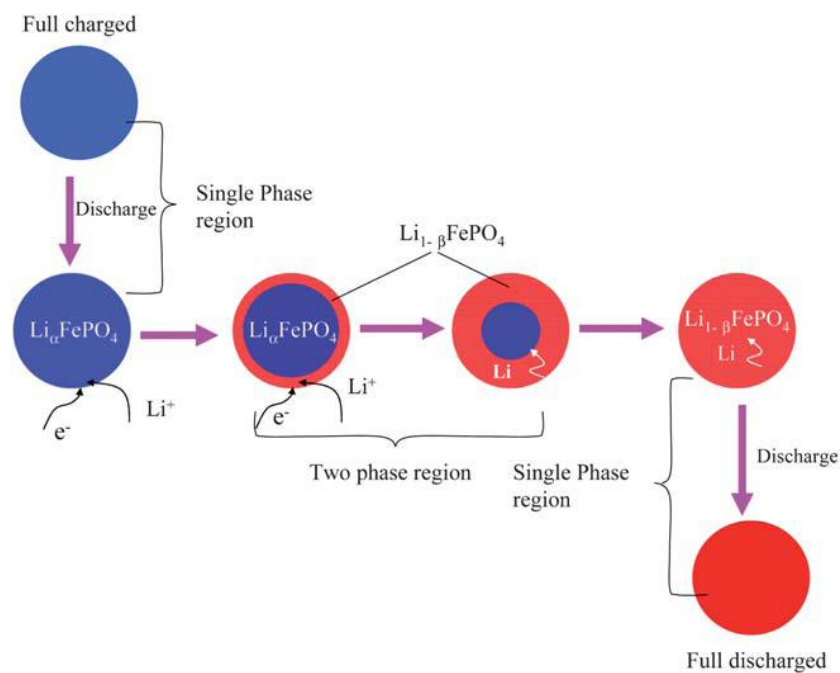 Full charged
Discharge
Single Phase
region
Li₁₋ βFePO₄
LiαFePO₄
LiαFePO₄
Li₁₋ βFePO₄
Li
Li
e⁻
Li⁺
e⁻
Li⁺
Two phase region
Single Phase
region
Discharge
Full discharged